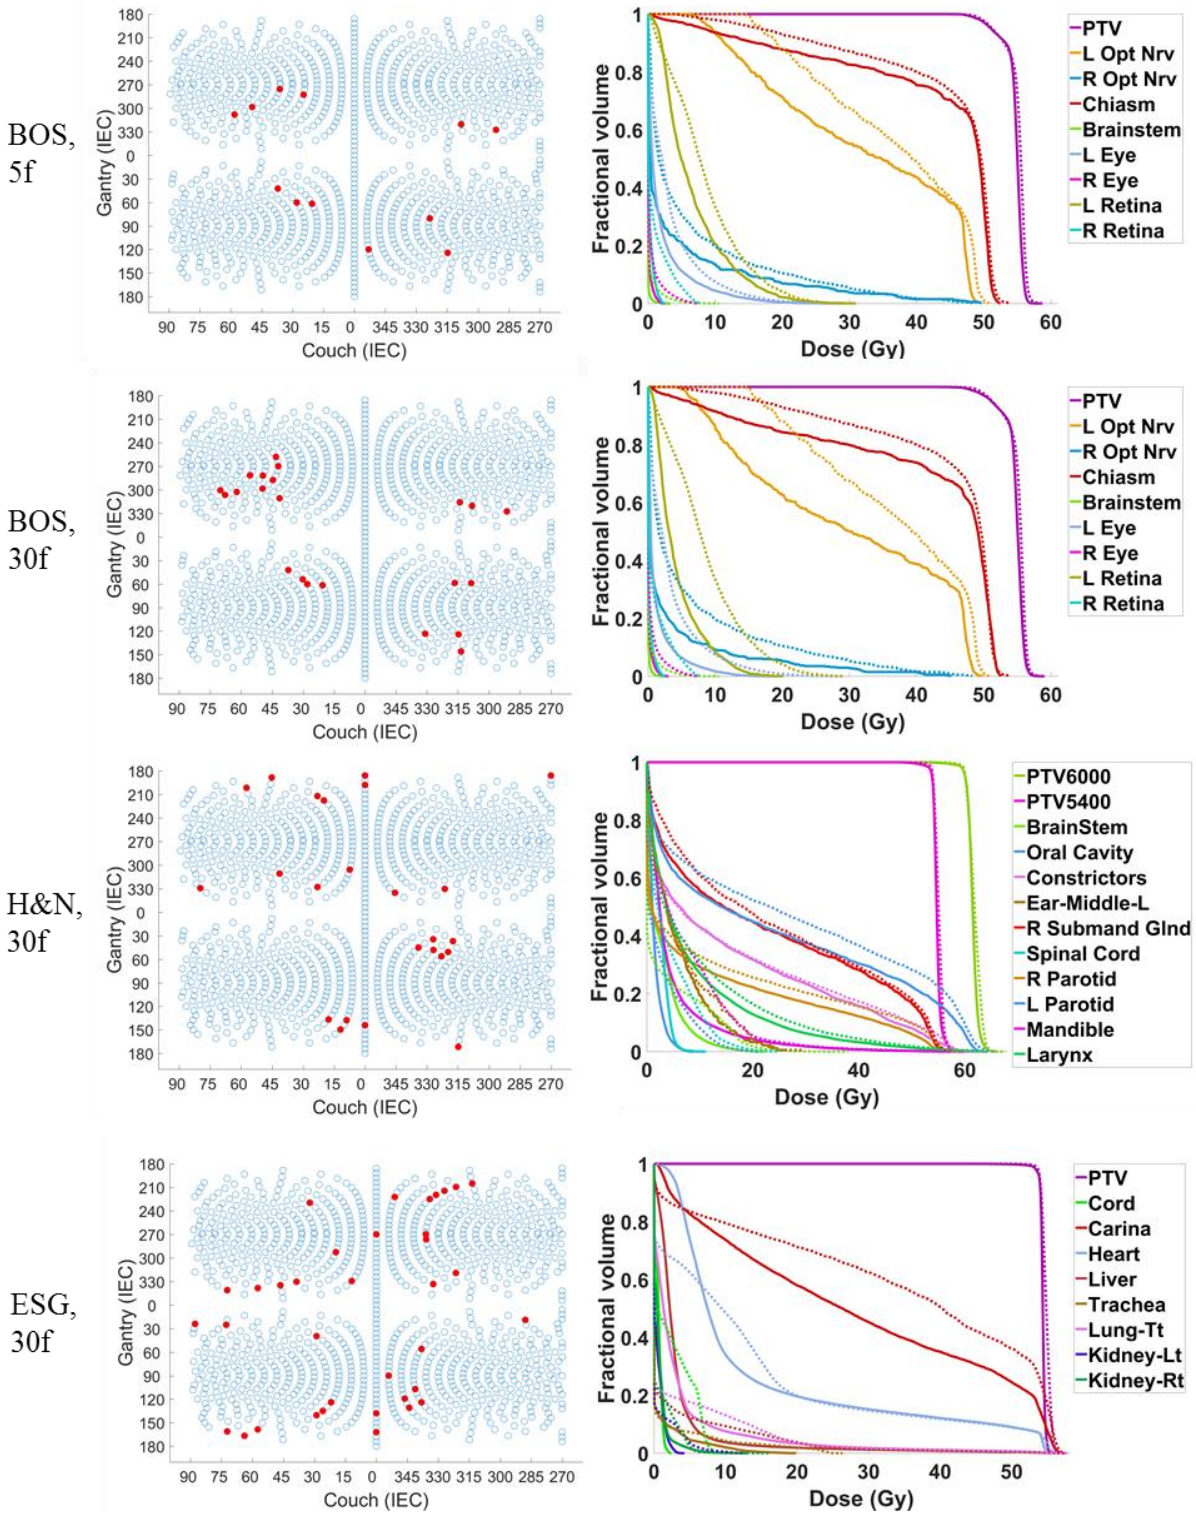 BOS,
5f
180
210
240
270
300
330
0
30
60
90
120
150
180
Gantry (IEC)
90 75 60 45 30 15 0 345 330 315 300 285 270
Couch (IEC)
1
0.8
0.6
0.4
0.2
0
Fractional volume
0 10 20 30 40 50 60
Dose (Gy)
PTV
L Opt Nrv
R Opt Nrv
Chiasm
Brainstem
L Eye
R Eye
L Retina
R Retina
BOS,
30f
180
210
240
270
300
330
0
30
60
90
120
150
180
Gantry (IEC)
90 75 60 45 30 15 0 345 330 315 300 285 270
Couch (IEC)
1
0.8
0.6
0.4
0.2
0
Fractional volume
0 10 20 30 40 50 60
Dose (Gy)
PTV
L Opt Nrv
R Opt Nrv
Chiasm
Brainstem
L Eye
R Eye
L Retina
R Retina
H&N,
30f
180
210
240
270
300
330
0
30
60
90
120
150
180
Gantry (IEC)
90 75 60 45 30 15 0 345 330 315 300 285 270
Couch (IEC)
1
0.8
0.6
0.4
0.2
0
Fractional volume
0 20 40 60
Dose (Gy)
PTV6000
PTV5400
BrainStem
Oral Cavity
Constrictors
Ear-Middle-L
R Submand Glnd
Spinal Cord
R Parotid
L Parotid
Mandible
Larynx
ESG,
30f
180
210
240
270
300
330
0
30
60
90
120
150
180
Gantry (IEC)
90 75 60 45 30 15 0 345 330 315 300 285 270
Couch (IEC)
1
0.8
0.6
0.4
0.2
0
Fractional volume
0 10 20 30 40 50
Dose (Gy)
PTV
Cord
Carina
Heart
Liver
Trachea
Lung-Tt
Kidney-Lt
Kidney-Rt